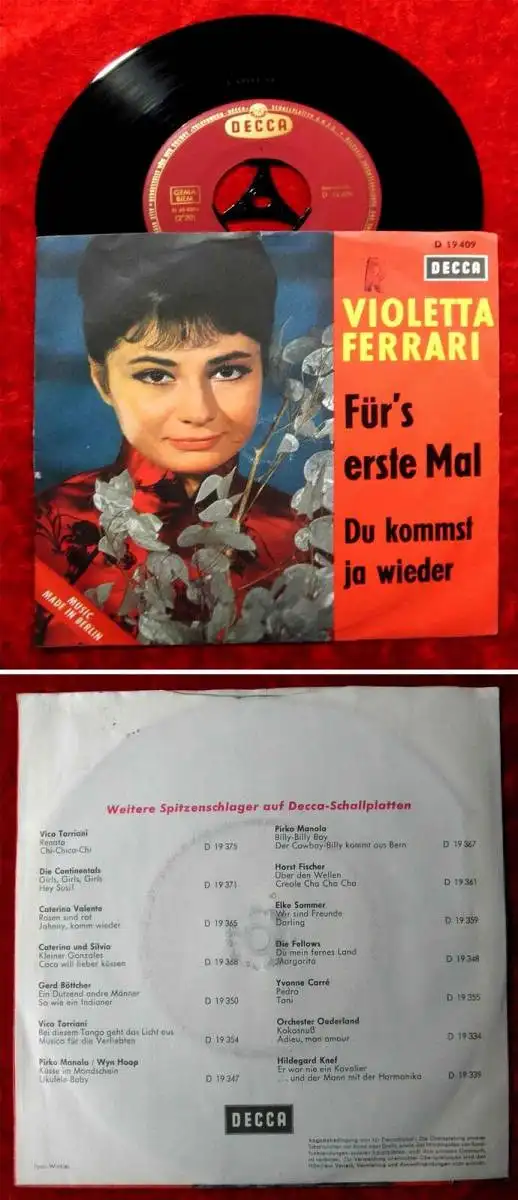 DECCA
GEMA
BIEM
D 19 409
DECCA
VIOLETTA
FERRARI
Für's
erste Mal
Du kommst
ja wieder
MUSIC
MADE IN BERLIN
Weitere Spitzenschlager auf Decca-Schallplatten
Vico Torriani
Renata
Chi-Chica-Chi D 19 375
Die Continentals
Girls, Girls, Girls
Hey Susi! D 19 371
Caterina Valente
Rosen sind rot
Johnny, komm wieder D 19 365
Caterina und Silvio
Kleiner Gonzales
Coco will lieber küssen D 19 368
Gerd Böttcher
Ein Dutzend andre Männer
So wie ein Indianer D 19 350
Vico Torriani
Bei diesem Tango geht das Licht aus
Musica für die Verliebten D 19 354
Pirko Manola / Wyn Hoop
Küsse im Mondschein
Ukulele-Baby D 19 347
Pirko Manola
Billy-Billy Boy
Der Cowboy-Billy kommt aus Bern D 19 367
Horst Fischer
Über den Wellen
Creole Cha Cha Cha D 19 361
Elke Sommer
Wir sind Freunde
Darling D 19 359
Die Fellows
Du mein fernes Land
Margarita D 19 348
Yvonne Carré
Pedro
Tani D 19 355
Orchester Oederland
Kokosnuß
Adieu, mon amour D 19 334
Hildegard Knef
Er war nie ein Kavalier
... und der Mann mit der Harmonika D 19 339
DECCA